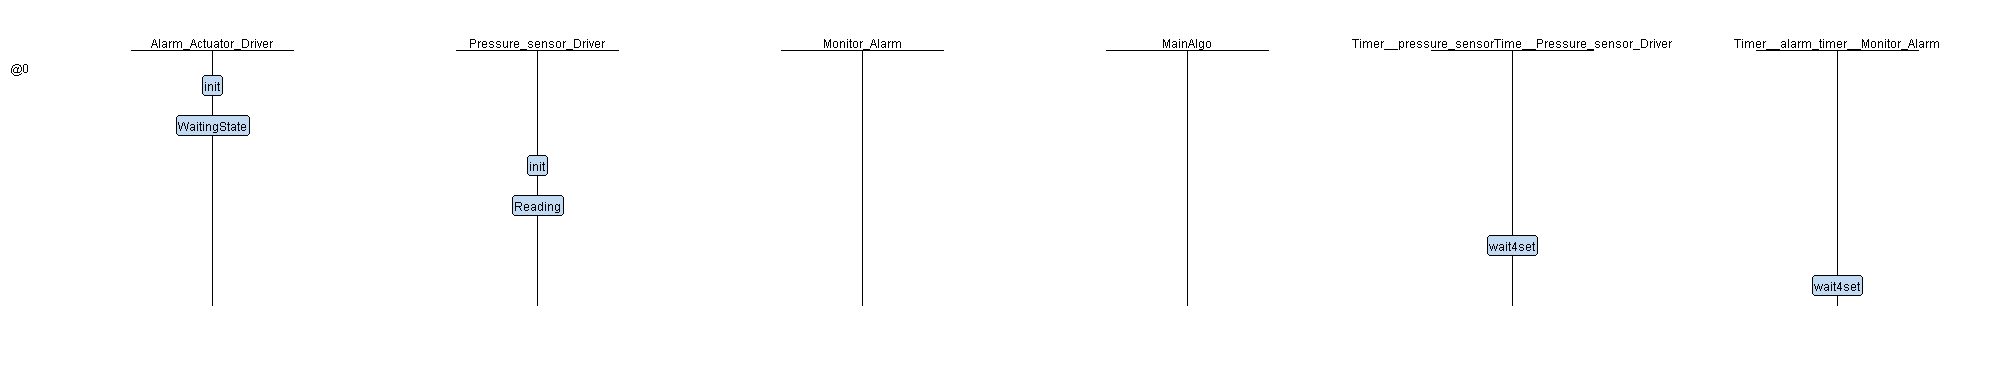 Alarm_Actuator_Driver Pressure_sensor_Driver Monitor_Alarm MainAlgo Timer__pressure_sensorTime__Pressure_sensor_Driver Timer__alarm_timer__Monitor_Alarm
@0
init
WaitingState
init
Reading
wait4set
wait4set